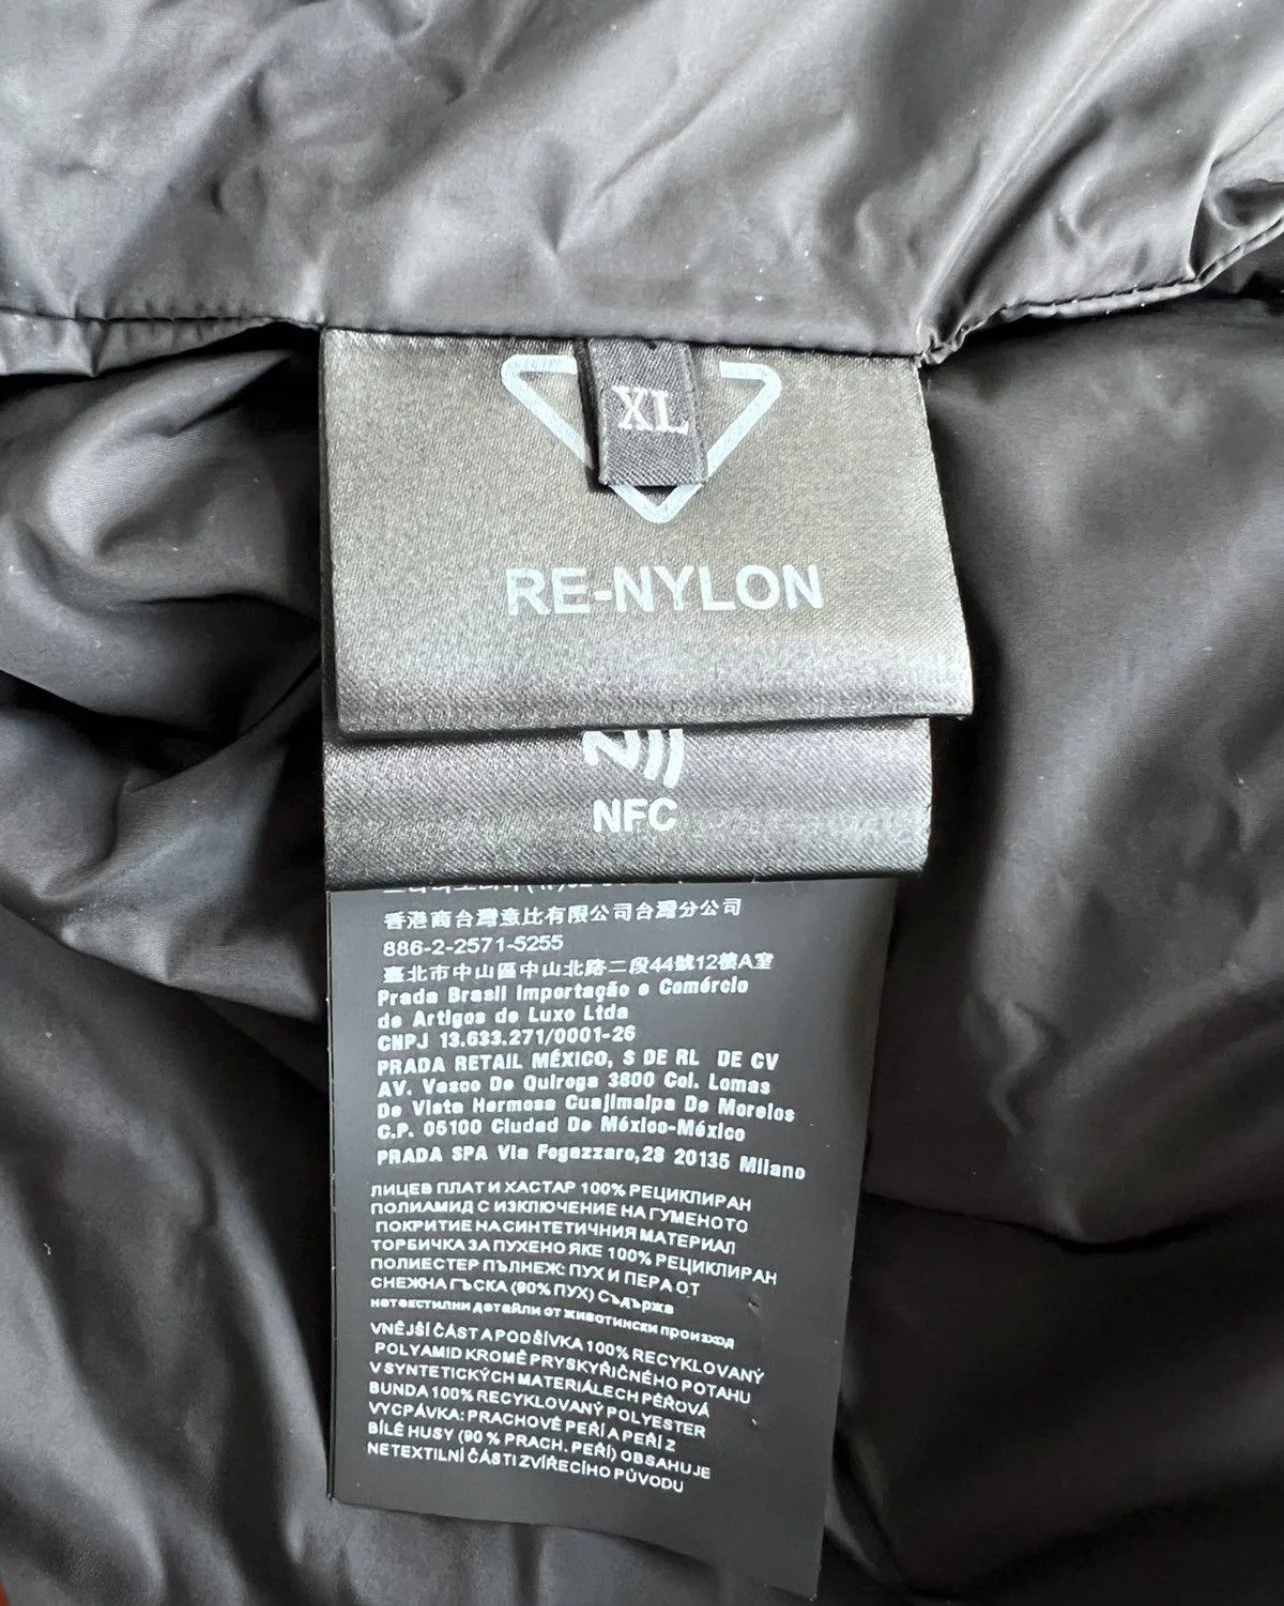 XL
RE-NYLON
NFC
香港商台灣意比有限公司台灣分公司
886-2-2571-5255
臺北市中山區中山北路二段44號12樓A室
Prada Brasil Importação e Comércio
de Artigos de Luxo Ltda
CNPJ 13.633.271/0001-26
PRADA RETAIL MÉXICO, S DE RL DE CV
AV. Vasco De Quiroga 3800 Col. Lomas
De Vista Hermosa Cuajimalpa De Morelos
C.P. 05100 Ciudad De México-México
PRADA SPA Via Fogazzaro,28 20135 Milano
ЛИЦЕВ ПЛАТ И ХАСТАР 100% РЕЦИКЛИРАН
ПОЛИАМИД С ИЗКЛЮЧЕНИЕ НА ГУМЕНОТО
ПОКРИТИЕ НА СИНТЕТИЧНИЯ МАТЕРИАЛ
ТОРБИЧКА ЗА ПУХЕНО ЯКЕ 100% РЕЦИКЛИРАН
ПОЛИЕСТЕР ПЪЛНЕЖ: ПУХ И ПЕРА ОТ
СНЕЖНА ГЪСКА (90% ПУХ) Съдържа
нетекстилни детайли от животински произход
VNĚJŠÍ ČÁST A PODŠÍVKA 100% RECYKLOVANÝ
POLYAMID KROMĚ PRYSKYŘIČNÉHO POTAHU
V SYNTETICKÝCH MATERIÁLECH PÉŘOVÁ
BUNDA 100% RECYKLOVANÝ POLYESTER
VYCPÁVKA: PRACHOVÉ PEŘÍ A PEŘÍ Z
BÍLÉ HUSY (90 % PRACH. PEŘÍ) OBSAHUJE
NETEXTILNÍ ČÁSTI ZVÍŘECÍHO PŮVODU